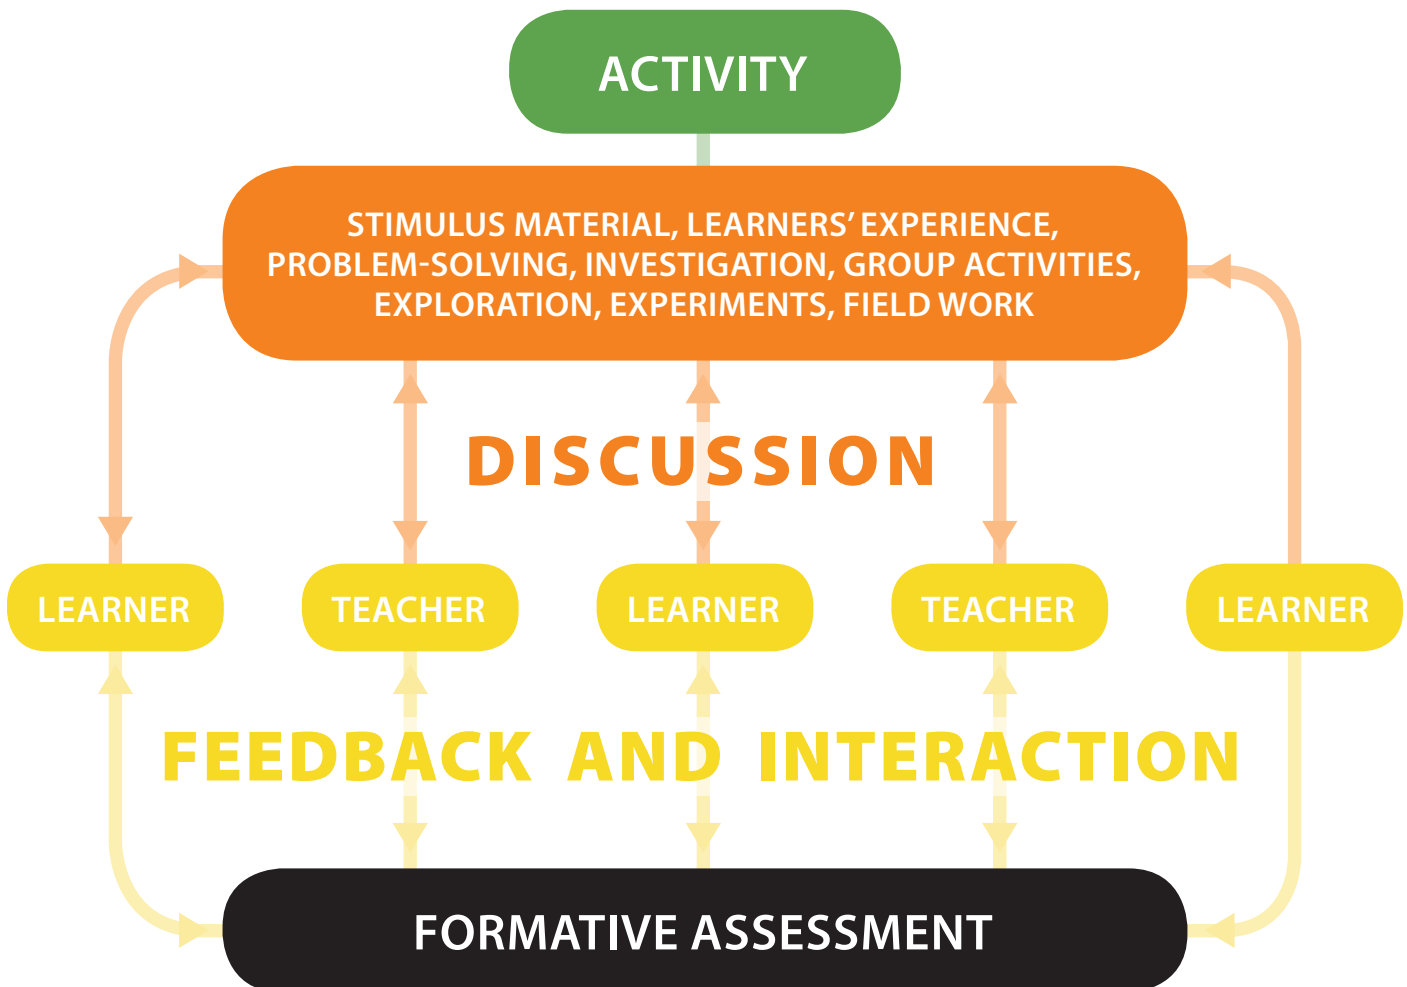 ACTIVITY
STIMULUS MATERIAL, LEARNERS’ EXPERIENCE,
PROBLEM-SOLVING, INVESTIGATION, GROUP ACTIVITIES,
EXPLORATION, EXPERIMENTS, FIELD WORK
DISCUSSION
LEARNER
TEACHER
LEARNER
TEACHER
LEARNER
FEEDBACK AND INTERACTION
FORMATIVE ASSESSMENT